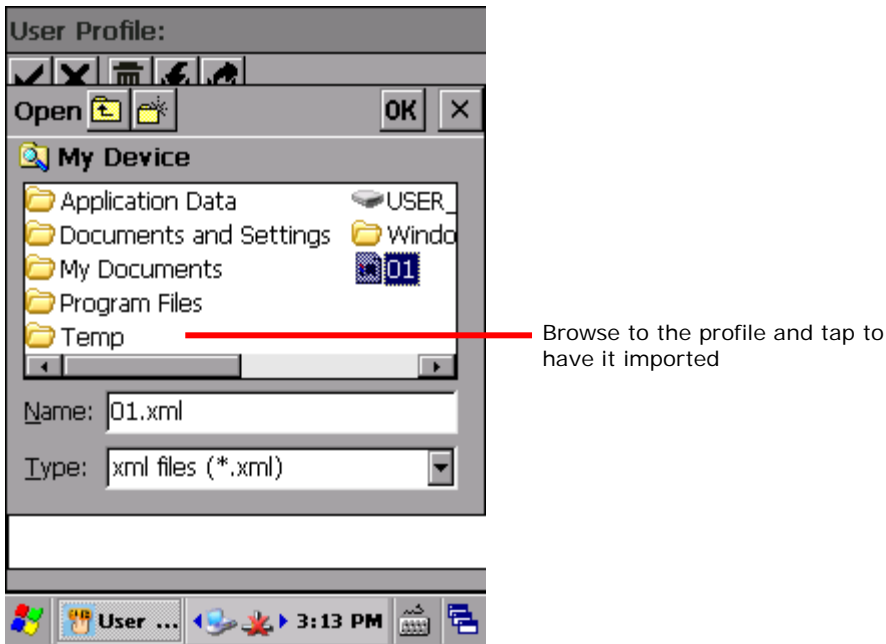 User Profile:
Open OK ×
My Device
Application Data
Documents and Settings
My Documents
Program Files
Temp
USER_
Windo
01
Browse to the profile and tap to
have it imported
Name: 01.xml
Type: xml files (*.xml)
User ... 3:13 PM